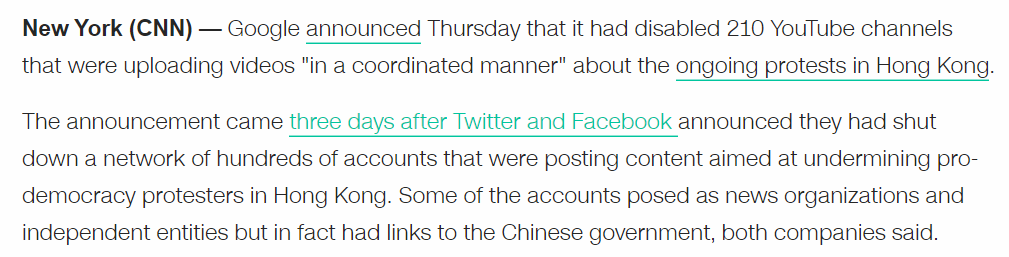 New York (CNN) — Google announced Thursday that it had disabled 210 YouTube channels
that were uploading videos "in a coordinated manner" about the ongoing protests in Hong Kong.
The announcement came three days after Twitter and Facebook announced they had shut
down a network of hundreds of accounts that were posting content aimed at undermining pro-
democracy protesters in Hong Kong. Some of the accounts posed as news organizations and
independent entities but in fact had links to the Chinese government, both companies said.